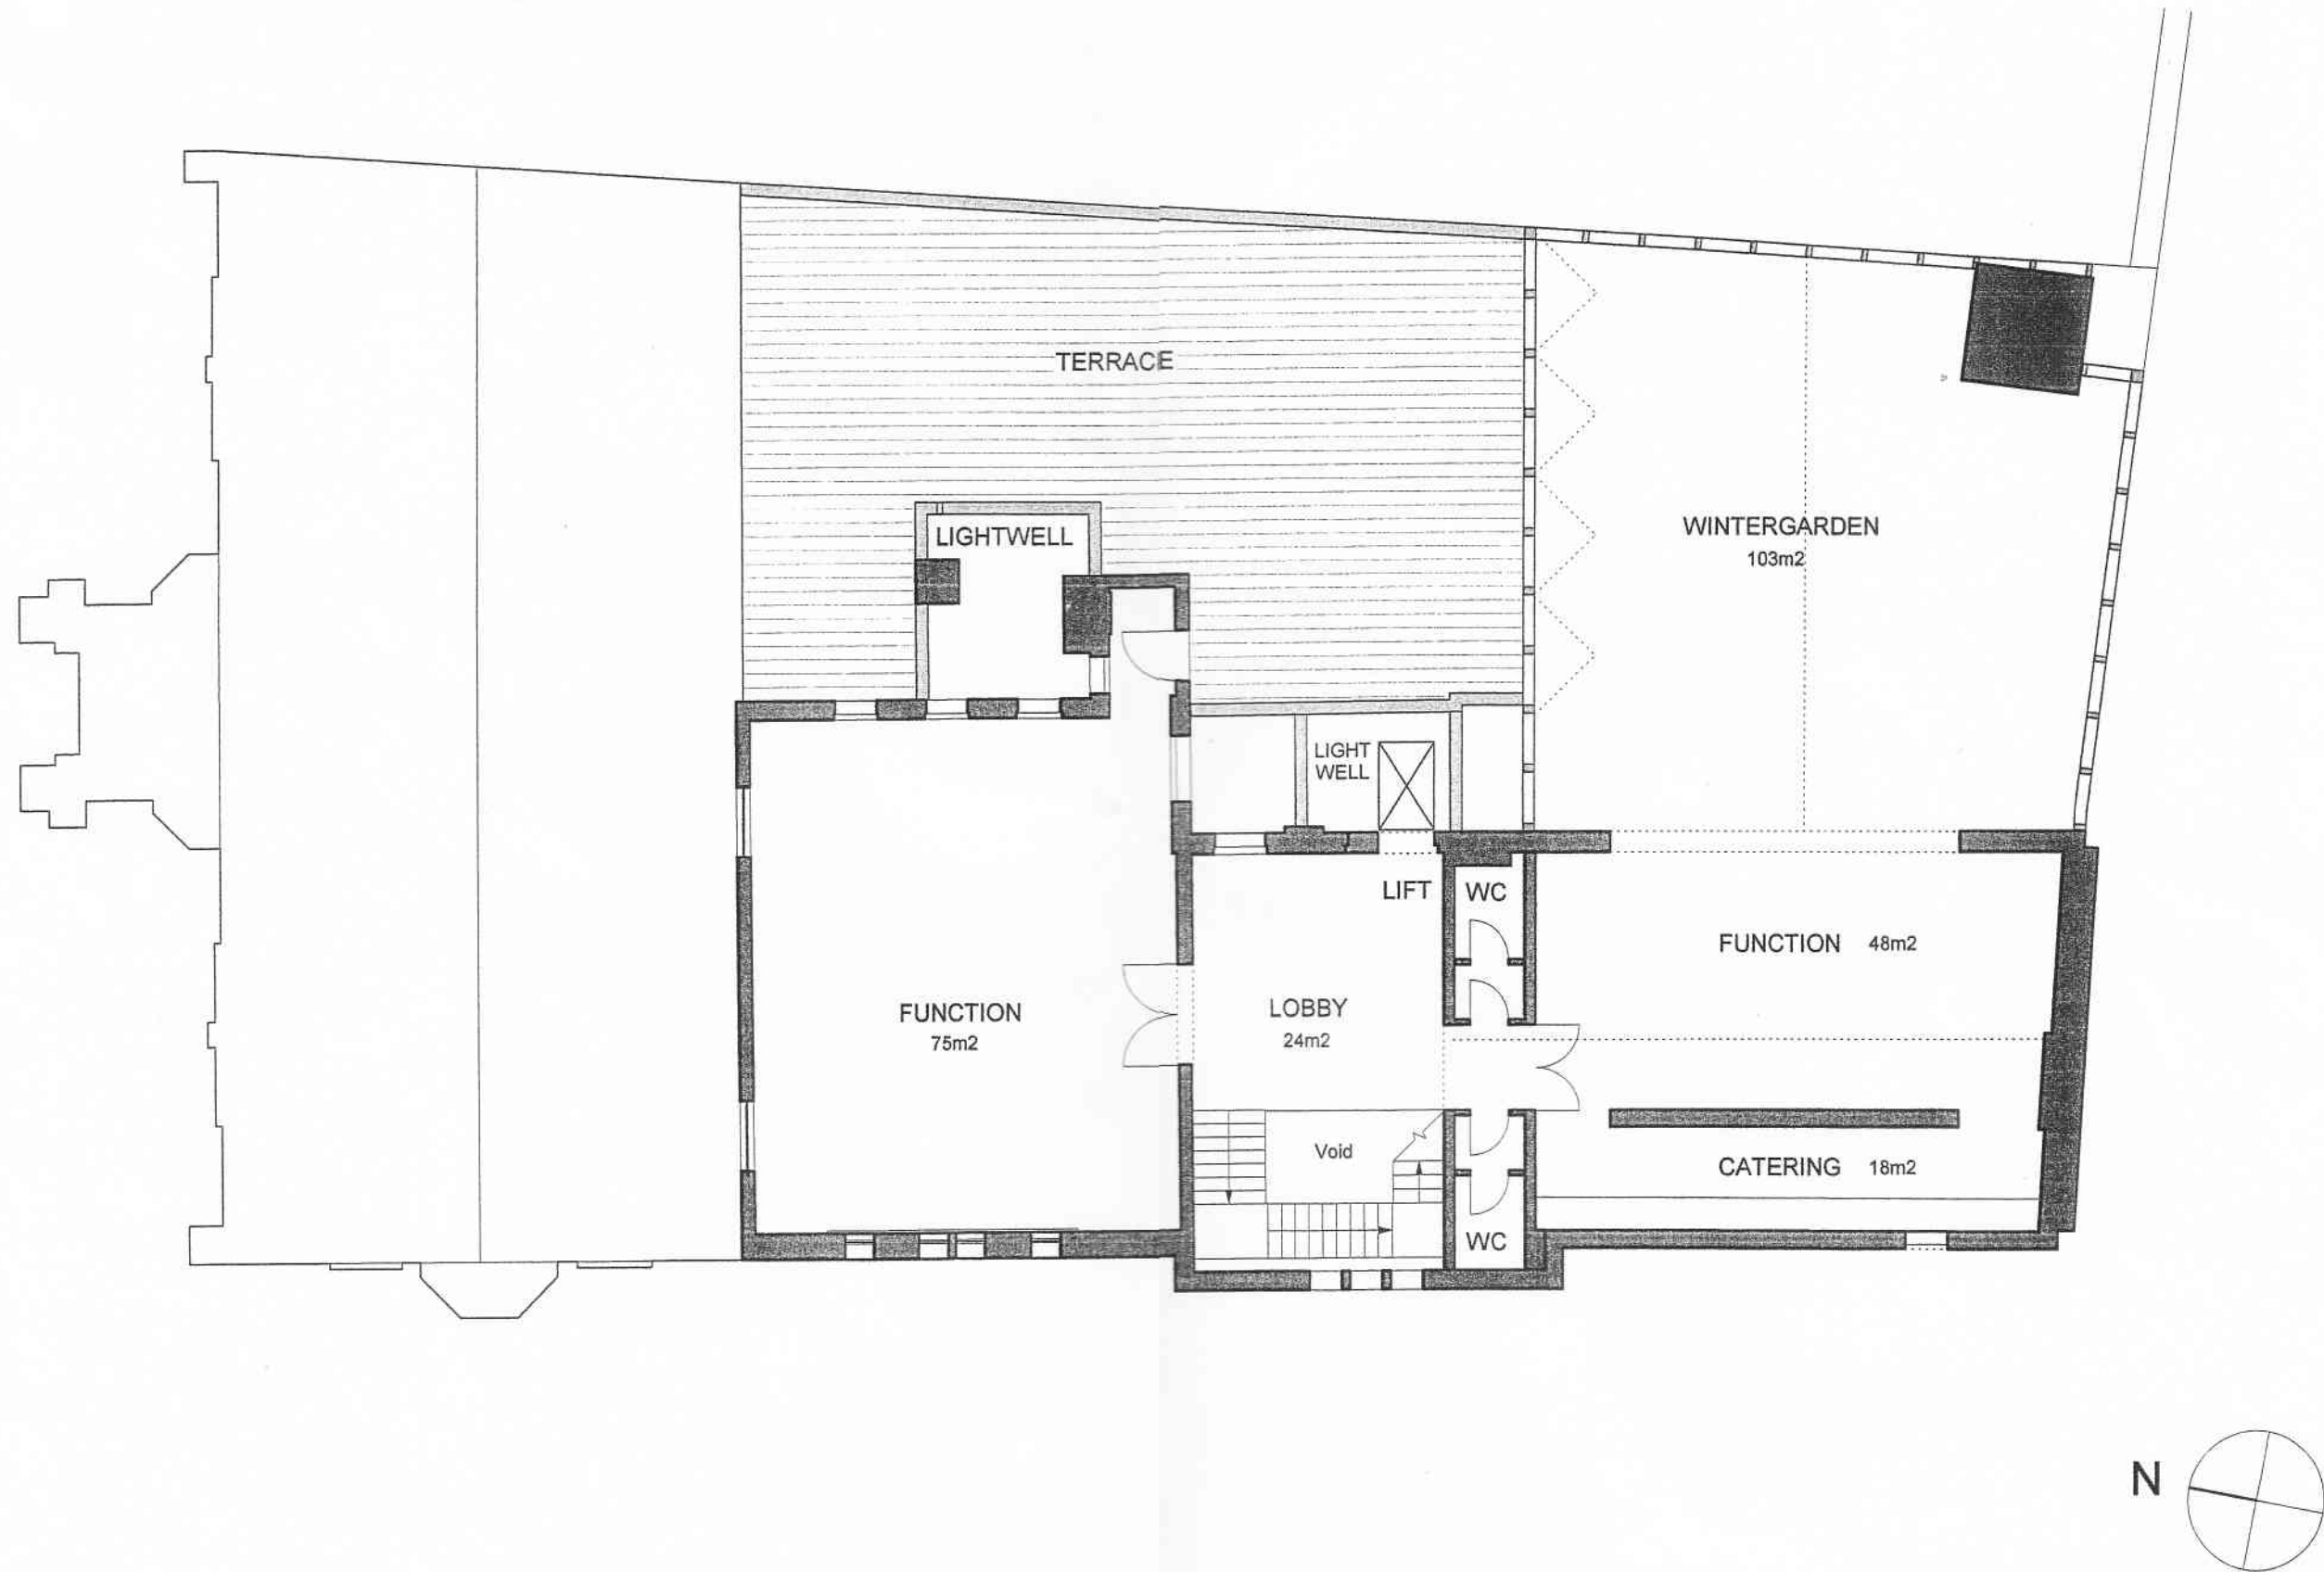 TERRACE
LIGHTWELL
WINTERGARDEN
103m2
LIGHT
WELL
LIFT
WC
FUNCTION 48m2
FUNCTION
75m2
LOBBY
24m2
Void
CATERING 18m2
WC
N